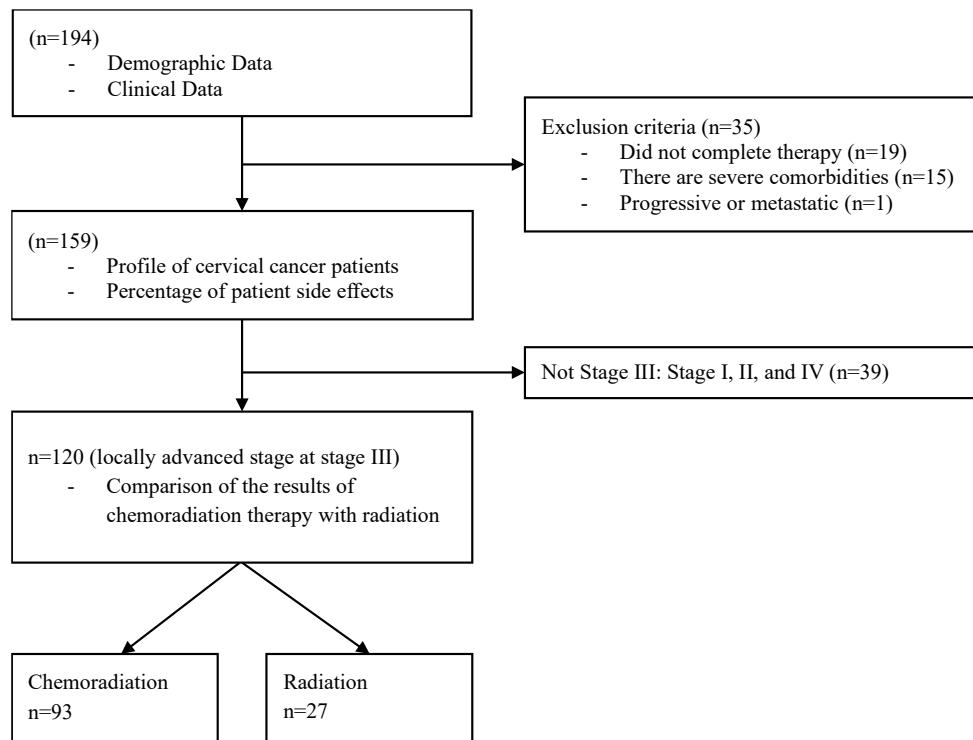 (n=194)
- Demographic Data
- Clinical Data
Exclusion criteria (n=35)
- Did not complete therapy (n=19)
- There are severe comorbidities (n=15)
- Progressive or metastatic (n=1)
(n=159)
- Profile of cervical cancer patients
- Percentage of patient side effects
Not Stage III: Stage I, II, and IV (n=39)
n=120 (locally advanced stage at stage III)
- Comparison of the results of
chemoradiation therapy with radiation
Chemoradiation
n=93
Radiation
n=27